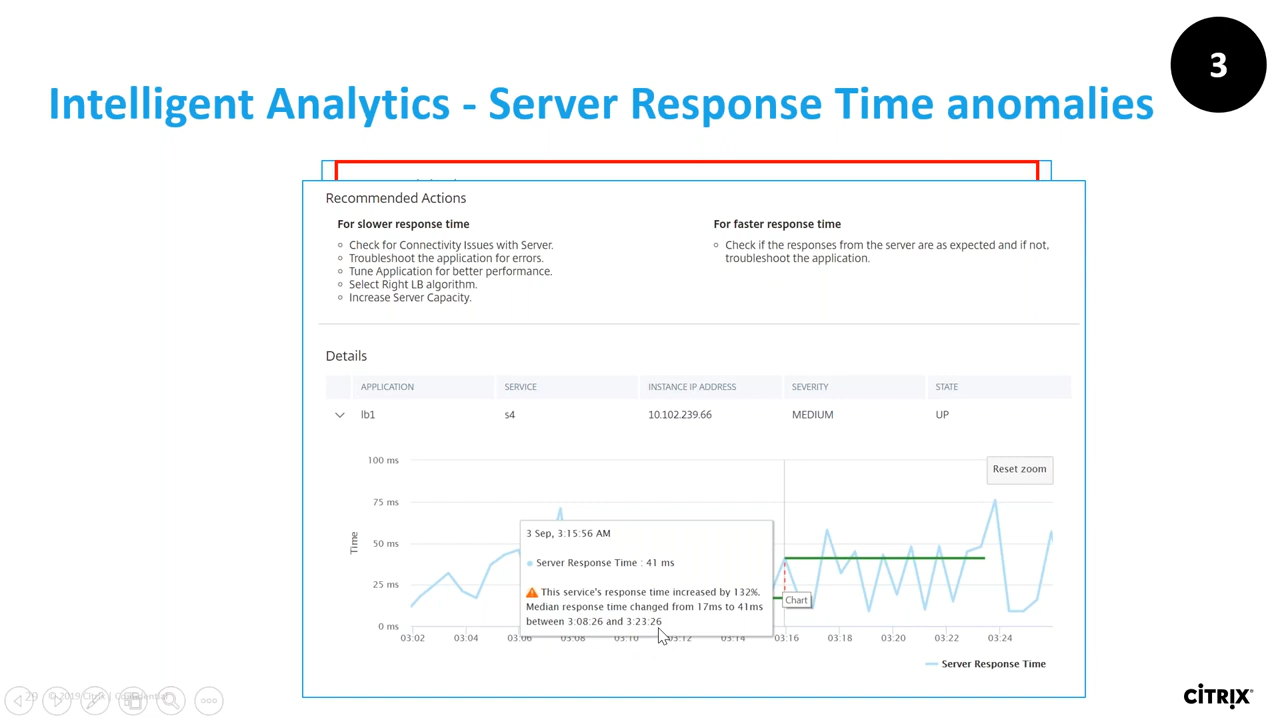 3
Intelligent Analytics - Server Response Time anomalies
Recommended Actions
For slower response time
Check for Connectivity Issues with Server.
Troubleshoot the application for errors.
Tune Application for better performance.
Select Right LB algorithm.
Increase Server Capacity.
For faster response time
Check if the responses from the server are as expected and if not,
troubleshoot the application.
Details
APPLICATION SERVICE INSTANCE IP ADDRESS SEVERITY STATE
lb1 s4 10.102.239.66 MEDIUM UP
100 ms
75 ms
50 ms
25 ms
0 ms
Time
Reset zoom
3 Sep, 3:15:56 AM
Server Response Time : 41 ms
This service's response time increased by 132%.
Median response time changed from 17ms to 41ms
between 3:08:26 and 3:23:26
Chart
03:02 03:04 03:06 03:08 03:10 03:12 03:14 03:16 03:18 03:20 03:22 03:24
Server Response Time
29 © 2019 Citrix | Confidential
CITRIX